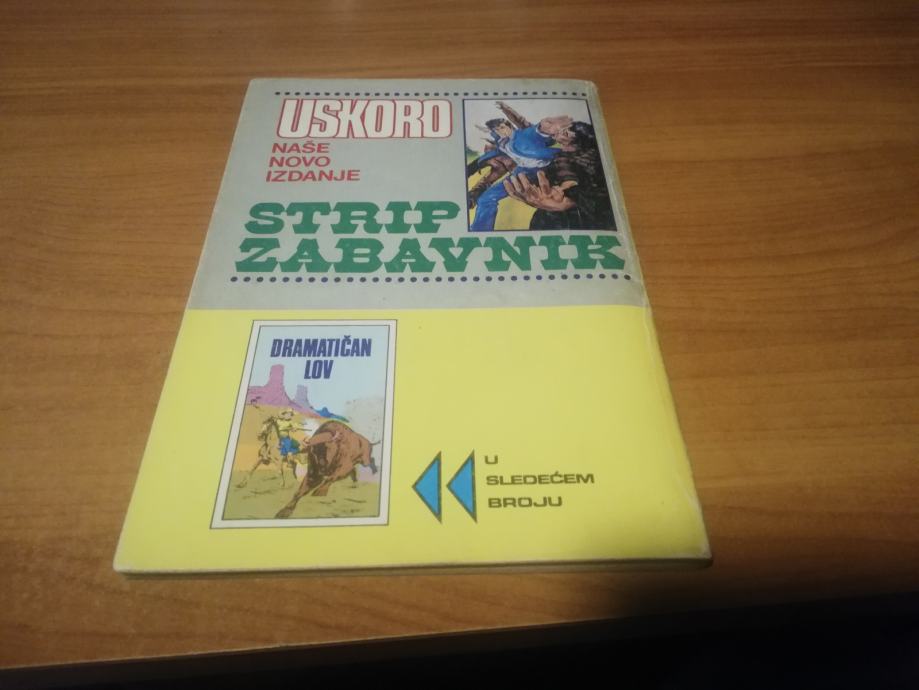 USKORO
NAŠE
NOVO
IZDANJE
STRIP
ZABAVNIK
DRAMATIČAN
LOV
U
SLEDEĆEM
BROJU